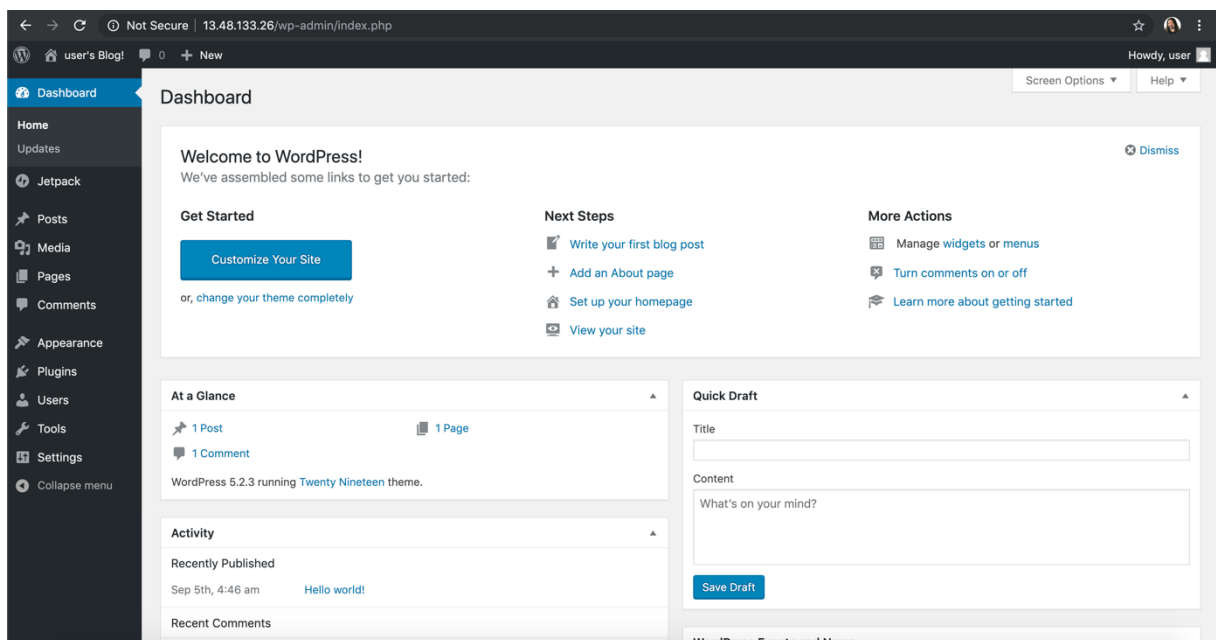 Not Secure | 13.48.133.26/wp-admin/index.php
user's Blog! 0 + New Howdy, user
Screen Options ▼ Help ▼
Dashboard
Home
Updates
Jetpack
Posts
Media
Pages
Comments
Appearance
Plugins
Users
Tools
Settings
Collapse menu
Dashboard
Welcome to WordPress!
Dismiss
We've assembled some links to get you started:
Get Started
Customize Your Site
or, change your theme completely
Next Steps
Write your first blog post
Add an About page
Set up your homepage
View your site
More Actions
Manage widgets or menus
Turn comments on or off
Learn more about getting started
At a Glance
1 Post 1 Page
1 Comment
WordPress 5.2.3 running Twenty Nineteen theme.
Activity
Recently Published
Sep 5th, 4:46 am Hello world!
Recent Comments
Quick Draft
Title
Content
What's on your mind?
Save Draft
WordPress Events and News